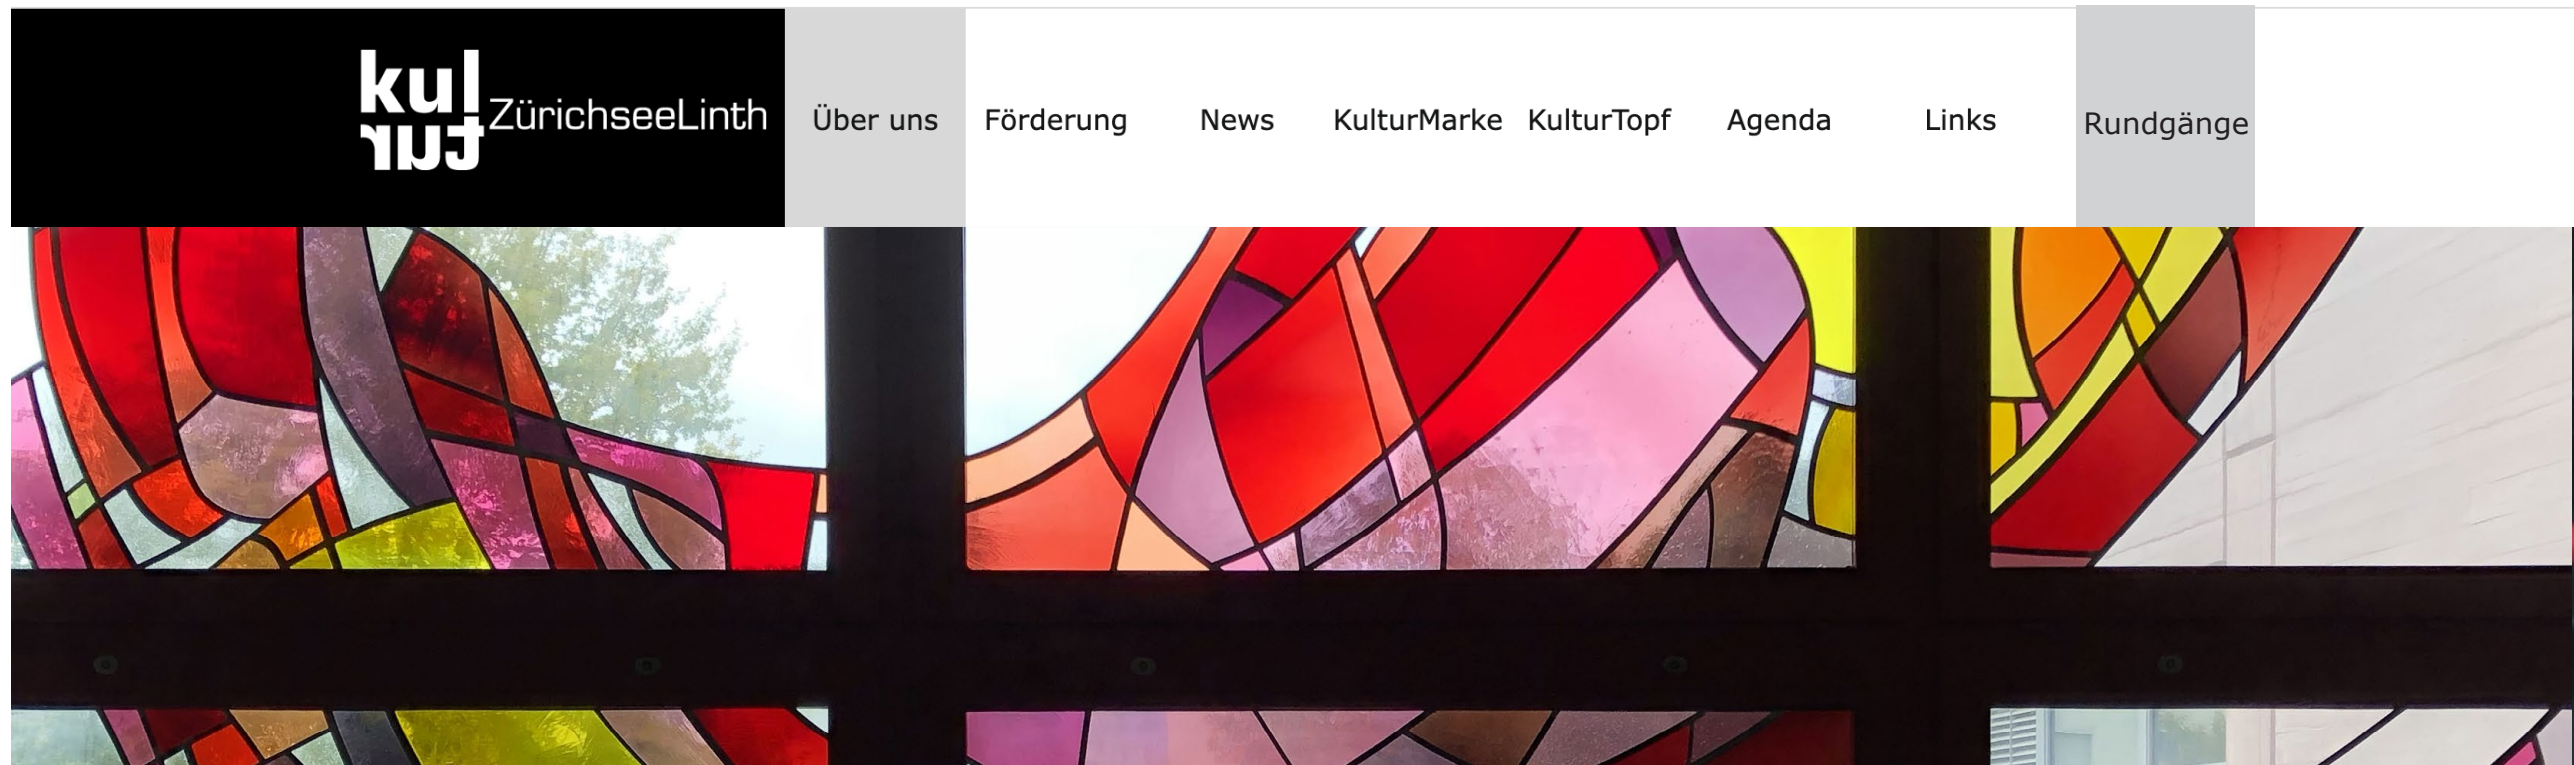 kul
tur
ZürichseeLinth
Über uns
Förderung
News
KulturMarke
KulturTopf
Agenda
Links
Rundgänge